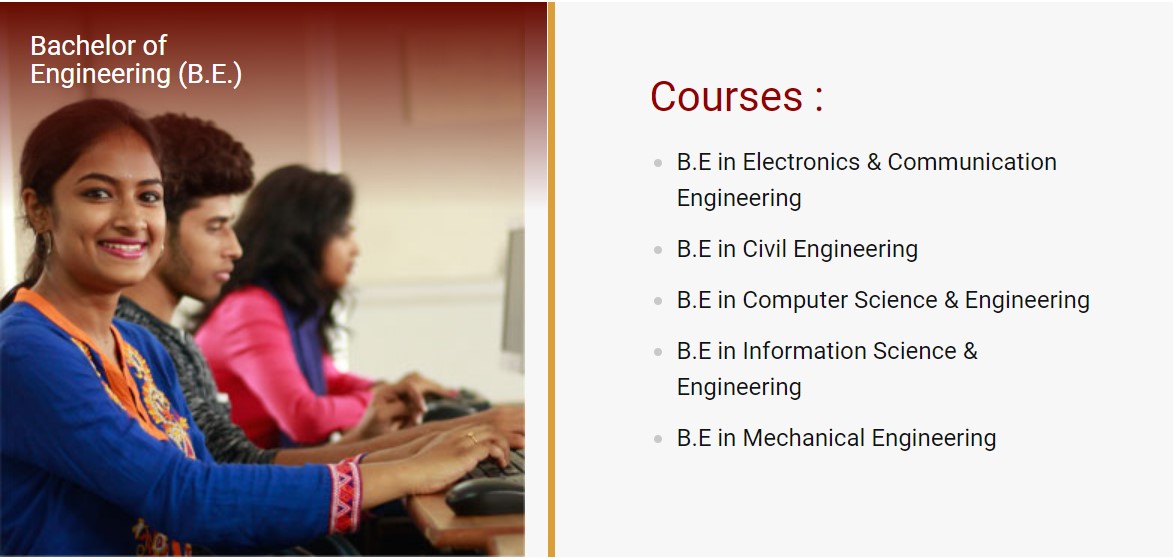 Bachelor of
Engineering (B.E.)
Courses :
B.E in Electronics & Communication
Engineering
B.E in Civil Engineering
B.E in Computer Science & Engineering
B.E in Information Science &
Engineering
B.E in Mechanical Engineering